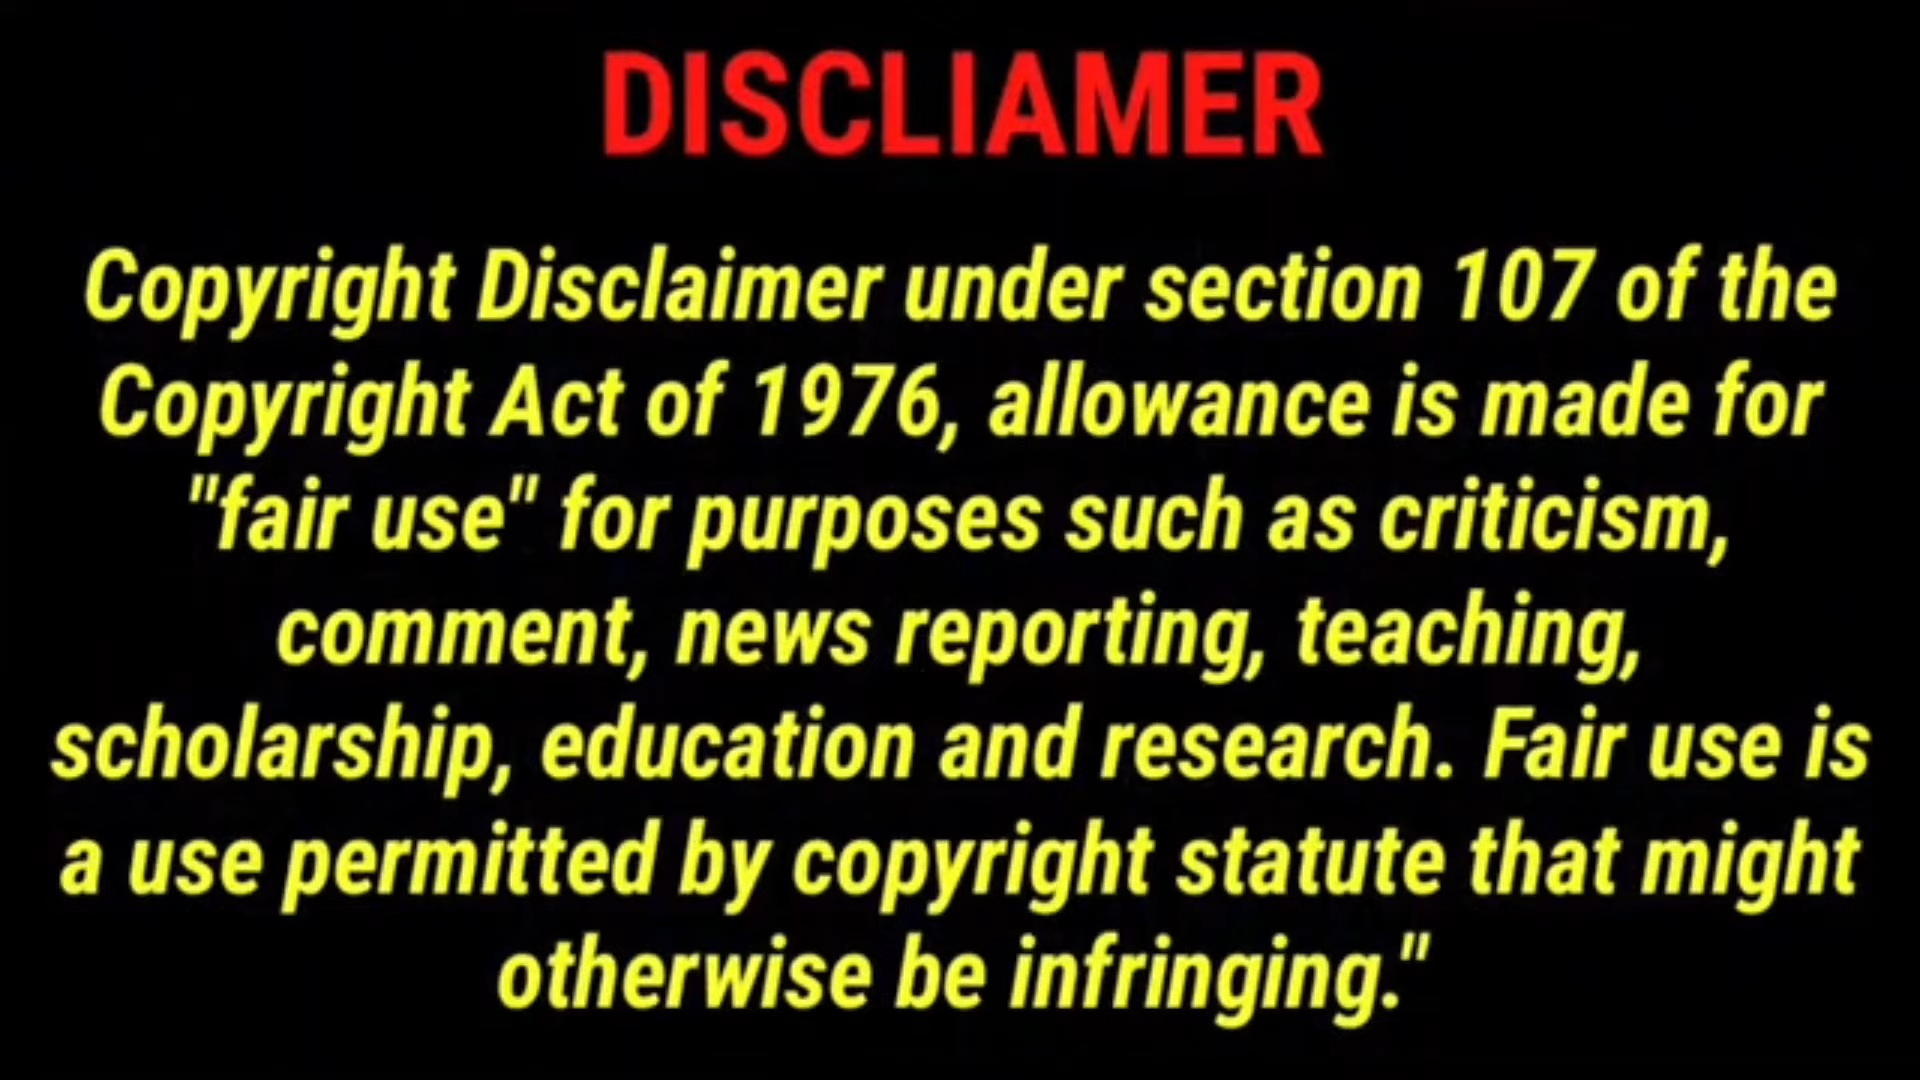 DISCLIAMER
Copyright Disclaimer under section 107 of the
Copyright Act of 1976, allowance is made for
"fair use" for purposes such as criticism,
comment, news reporting, teaching,
scholarship, education and research. Fair use is
a use permitted by copyright statute that might
otherwise be infringing."